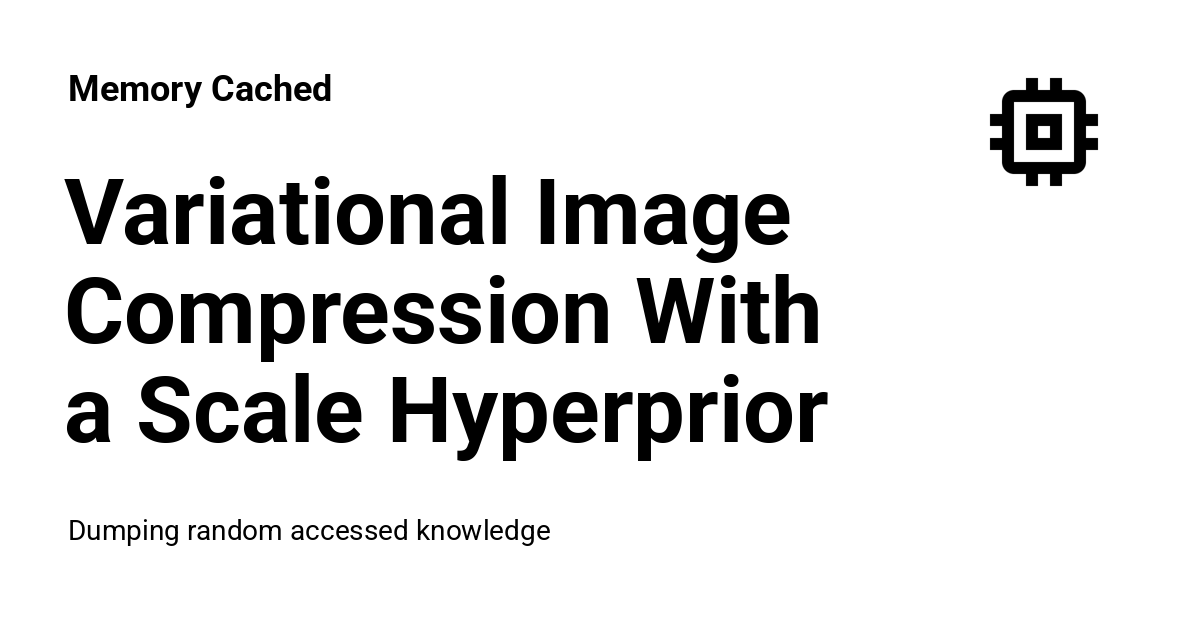 Memory Cached
Variational Image
Compression With
a Scale Hyperprior
Dumping random accessed knowledge